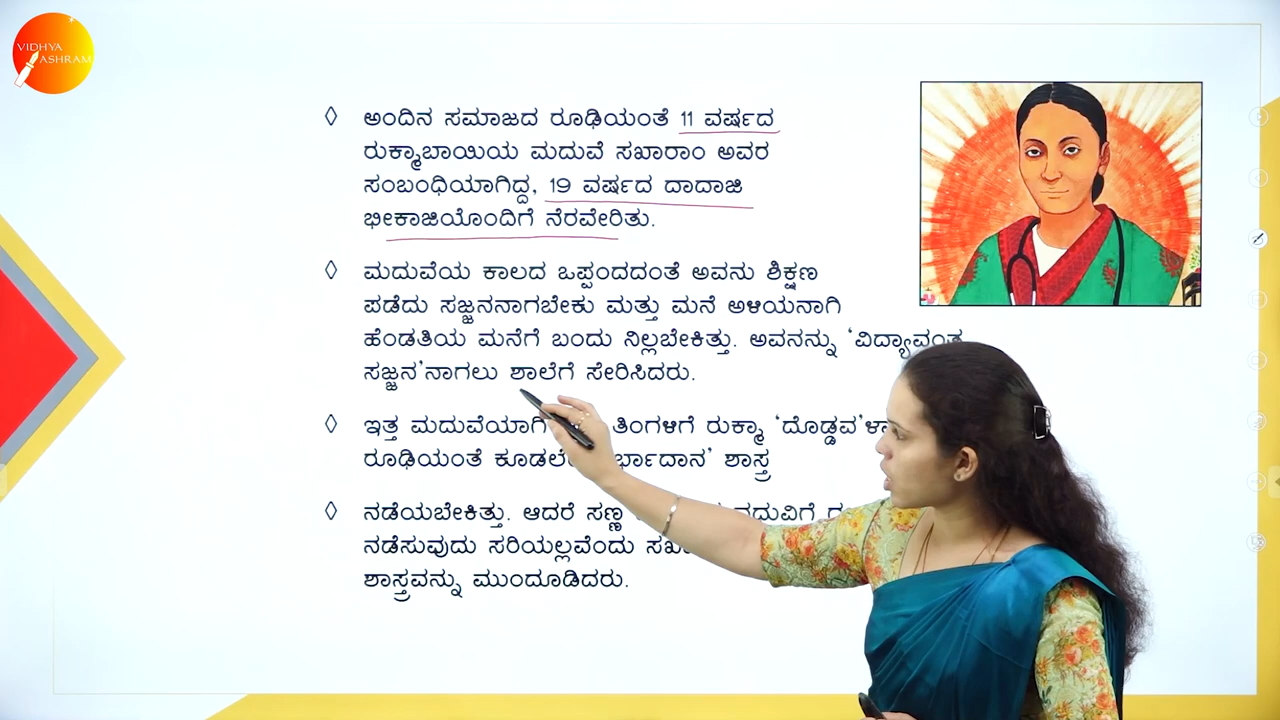 VIDHYA
ASHRAM
◊ ಅಂದಿನ ಸಮಾಜದ ರೂಢಿಯಂತೆ 11 ವರ್ಷದ
ರುಕ್ಮಾಬಾಯಿಯ ಮದುವೆ ಸಖಾರಾಂ ಅವರ
ಸಂಬಂಧಿಯಾಗಿದ್ದ, 19 ವರ್ಷದ ದಾದಾಜಿ
ಭೀಕಾಜಿಯೊಂದಿಗೆ ನೆರವೇರಿತು.
◊ ಮದುವೆಯ ಕಾಲದ ಒಪ್ಪಂದದಂತೆ ಅವನು ಶಿಕ್ಷಣ
ಪಡೆದು ಸಜ್ಜನನಾಗಬೇಕು ಮತ್ತು ಮನೆ ಅಳಿಯನಾಗಿ
ಹೆಂಡತಿಯ ಮನೆಗೆ ಬಂದು ನಿಲ್ಲಬೇಕಿತ್ತು. ಅವನನ್ನು ‘ವಿದ್ಯಾವಂತ
ಸಜ್ಜನ’ನಾಗಲು ಶಾಲೆಗೆ ಸೇರಿಸಿದರು.
◊ ಇತ್ತ ಮದುವೆಯಾಗಿ ತಿಂಗಳಿಗೆ ರುಕ್ಮಾ
ರೂಢಿಯಂತೆ ಶಾಸ್ತ್ರ
◊ ನಡೆಯಬೇಕಿತ್ತು. ಆದರೆ ಸಣ್ಣ
ನಡೆಸುವುದು ಸರಿಯಲ್ಲವೆಂದು
ಶಾಸ್ತ್ರವನ್ನು ಮುಂದೂಡಿದರು.